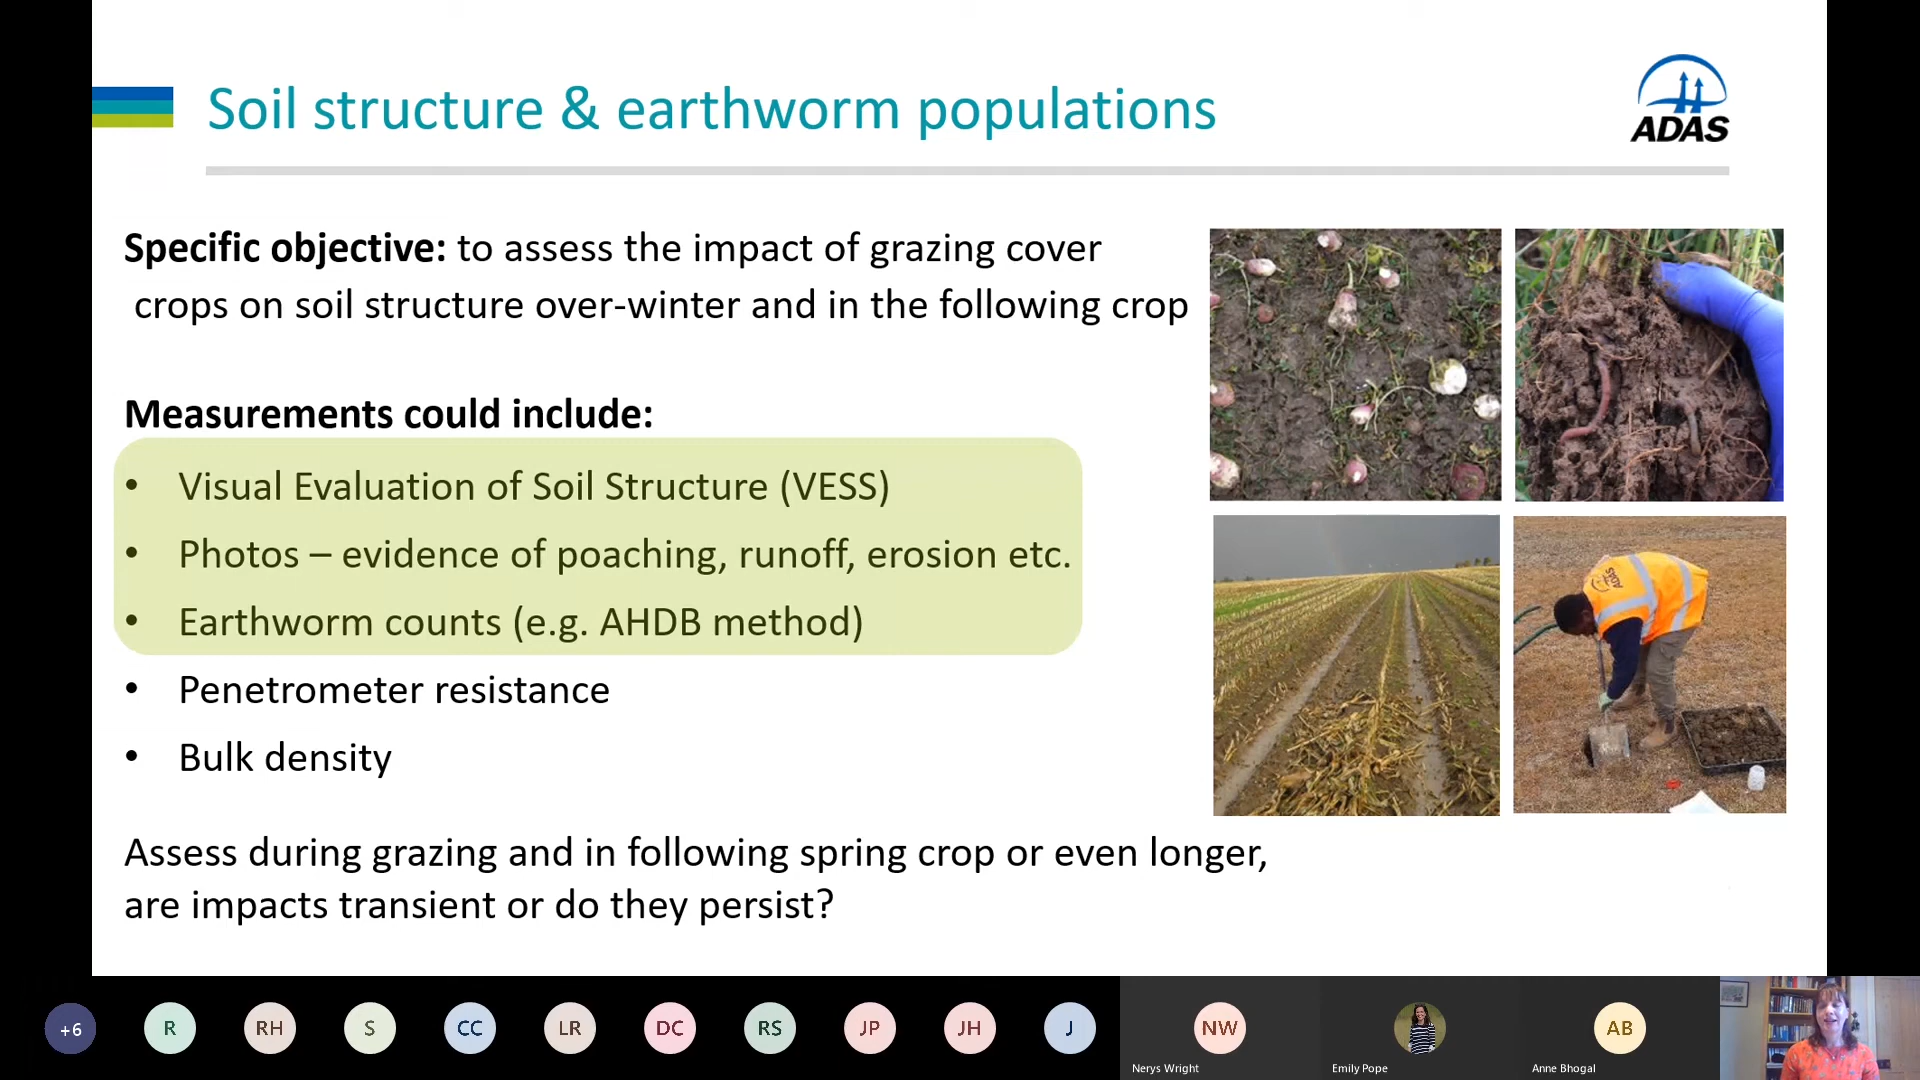 Soil structure & earthworm populations
ADAS
Specific objective: to assess the impact of grazing cover
crops on soil structure over-winter and in the following crop
Measurements could include:
• Visual Evaluation of Soil Structure (VESS)
• Photos – evidence of poaching, runoff, erosion etc.
• Earthworm counts (e.g. AHDB method)
• Penetrometer resistance
• Bulk density
ADAS
Assess during grazing and in following spring crop or even longer,
are impacts transient or do they persist?
+6 R RH S CC LR DC RS JP JH J NW AB
Nerys Wright Emily Pope Anne Bhogal